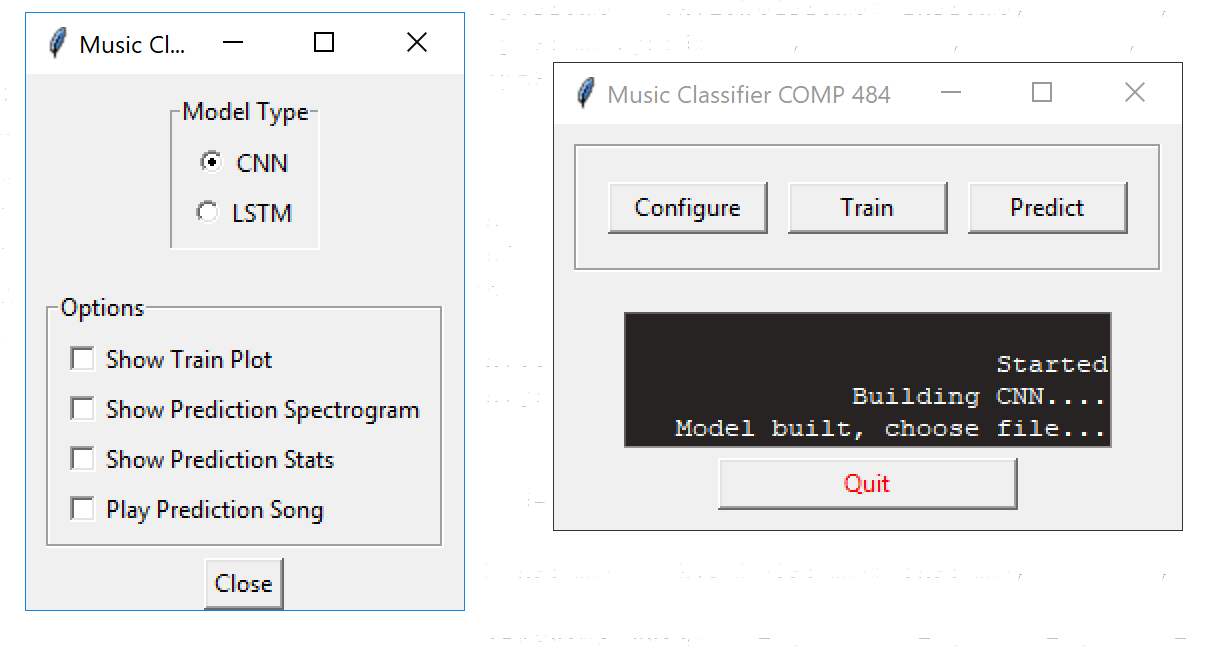 Music Cl...
Model Type
CNN
LSTM
Options
Show Train Plot
Show Prediction Spectrogram
Show Prediction Stats
Play Prediction Song
Close
Music Classifier COMP 484
Configure Train Predict
Started
Building CNN....
Model built, choose file...
Quit